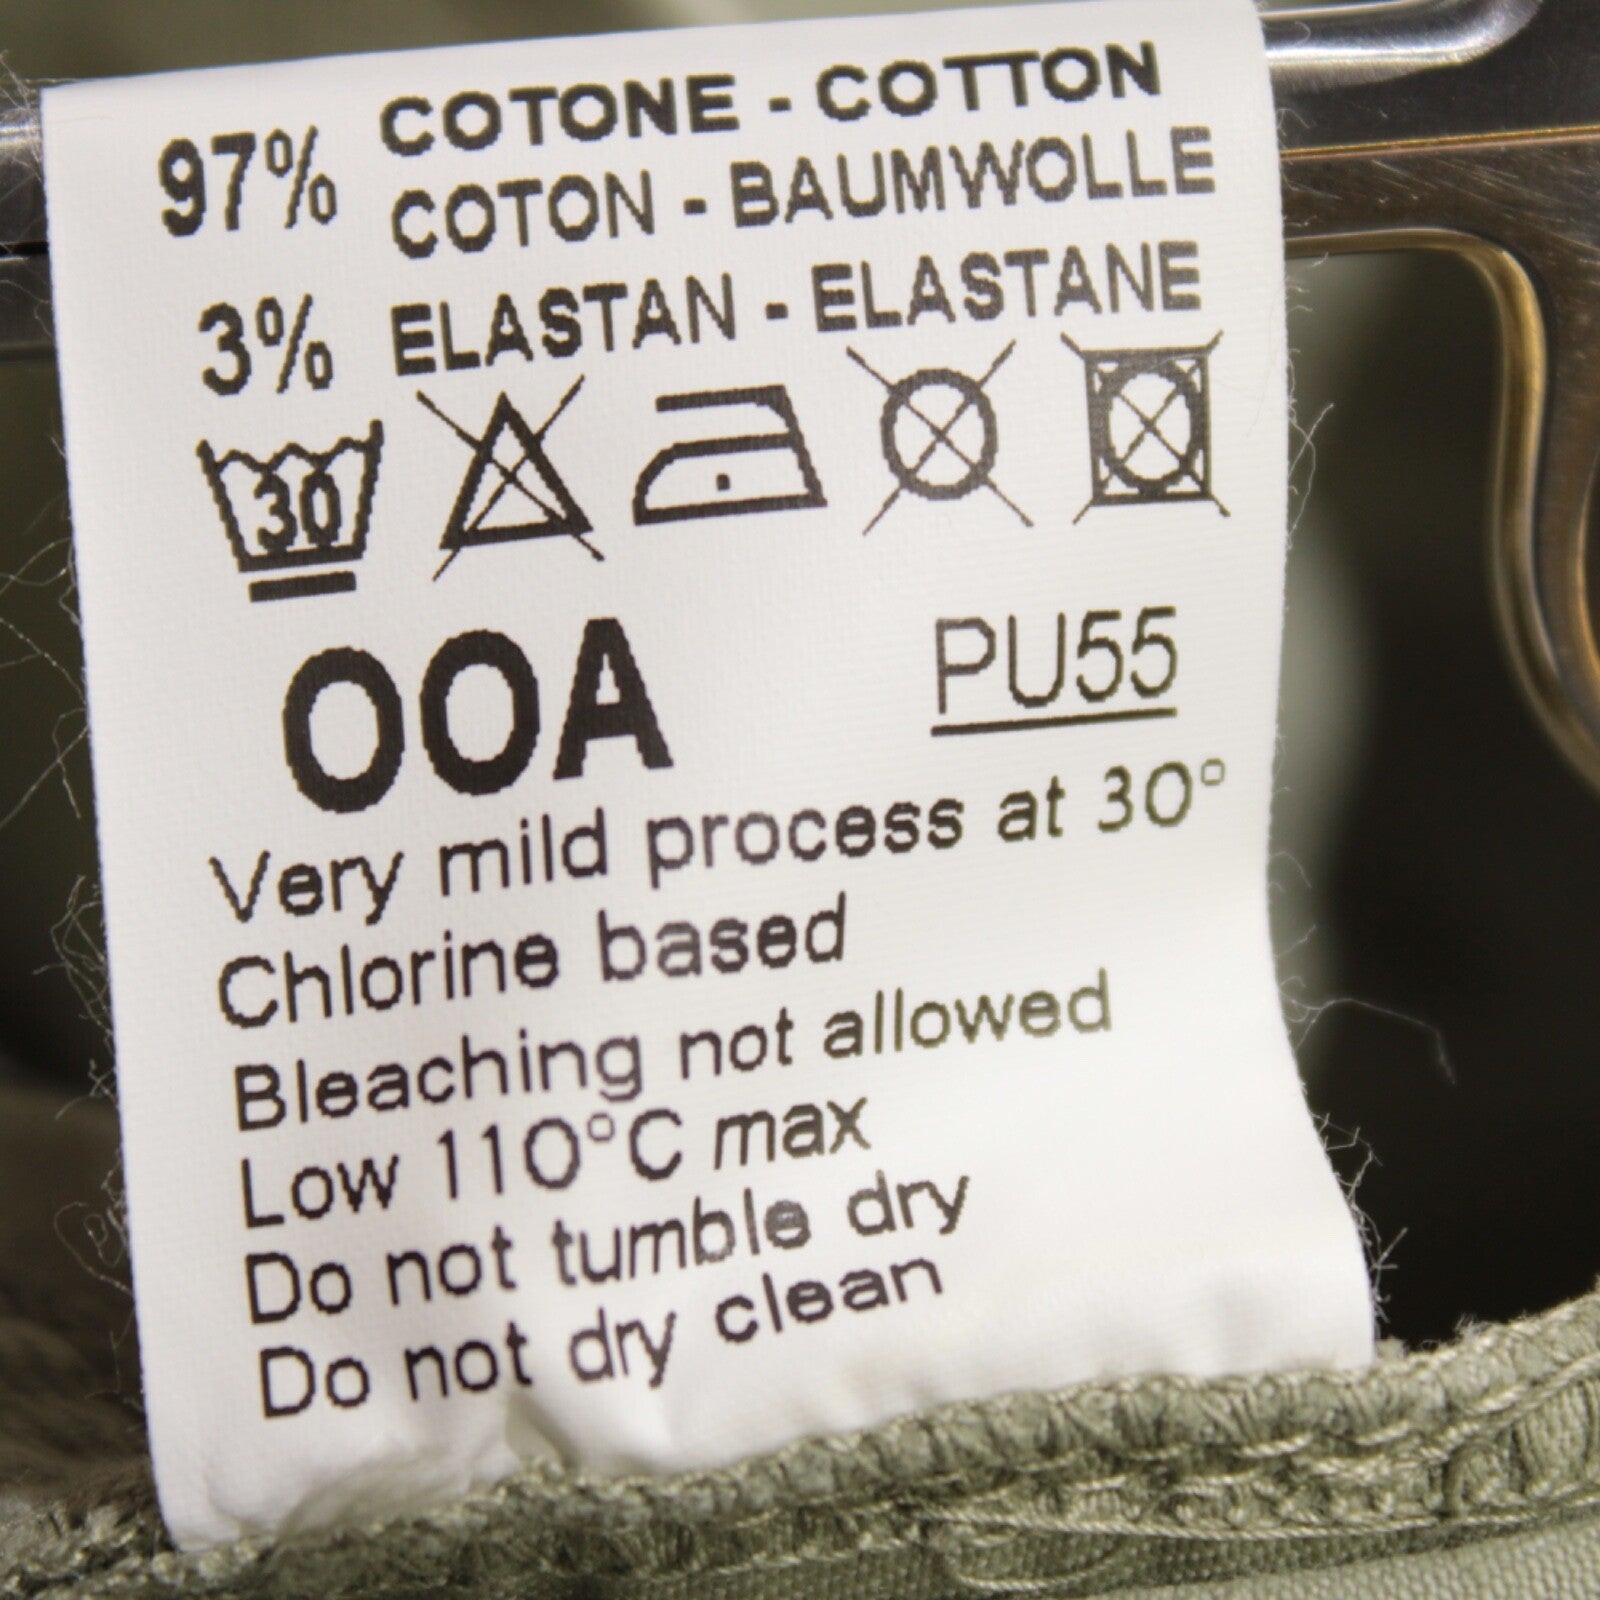 97% COTONE - COTTON
COTON - BAUMWOLLE
3% ELASTAN - ELASTANE
30
OOA PU55
Very mild process at 30°
Chlorine based
Bleaching not allowed
Low 110°C max
Do not tumble dry
Do not dry clean